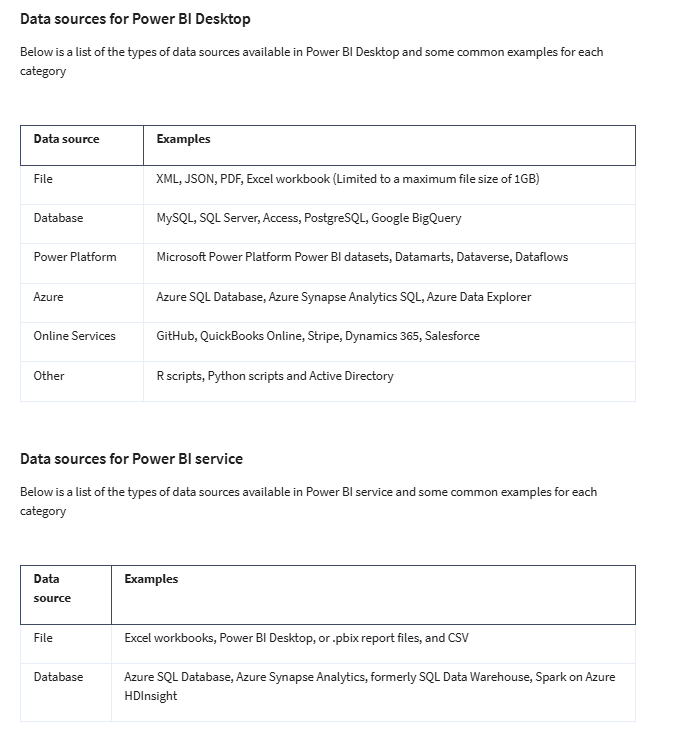 Data sources for Power BI Desktop
Below is a list of the types of data sources available in Power BI Desktop and some common examples for each
category
Data source Examples
File XML, JSON, PDF, Excel workbook (Limited to a maximum file size of 1GB)
Database MySQL, SQL Server, Access, PostgreSQL, Google BigQuery
Power Platform Microsoft Power Platform Power BI datasets, Datamarts, Dataverse, Dataflows
Azure Azure SQL Database, Azure Synapse Analytics SQL, Azure Data Explorer
Online Services GitHub, QuickBooks Online, Stripe, Dynamics 365, Salesforce
Other R scripts, Python scripts and Active Directory
Data sources for Power BI service
Below is a list of the types of data sources available in Power BI service and some common examples for each
category
Data
source
Examples
File Excel workbooks, Power BI Desktop, or .pbix report files, and CSV
Database Azure SQL Database, Azure Synapse Analytics, formerly SQL Data Warehouse, Spark on Azure
HDInsight